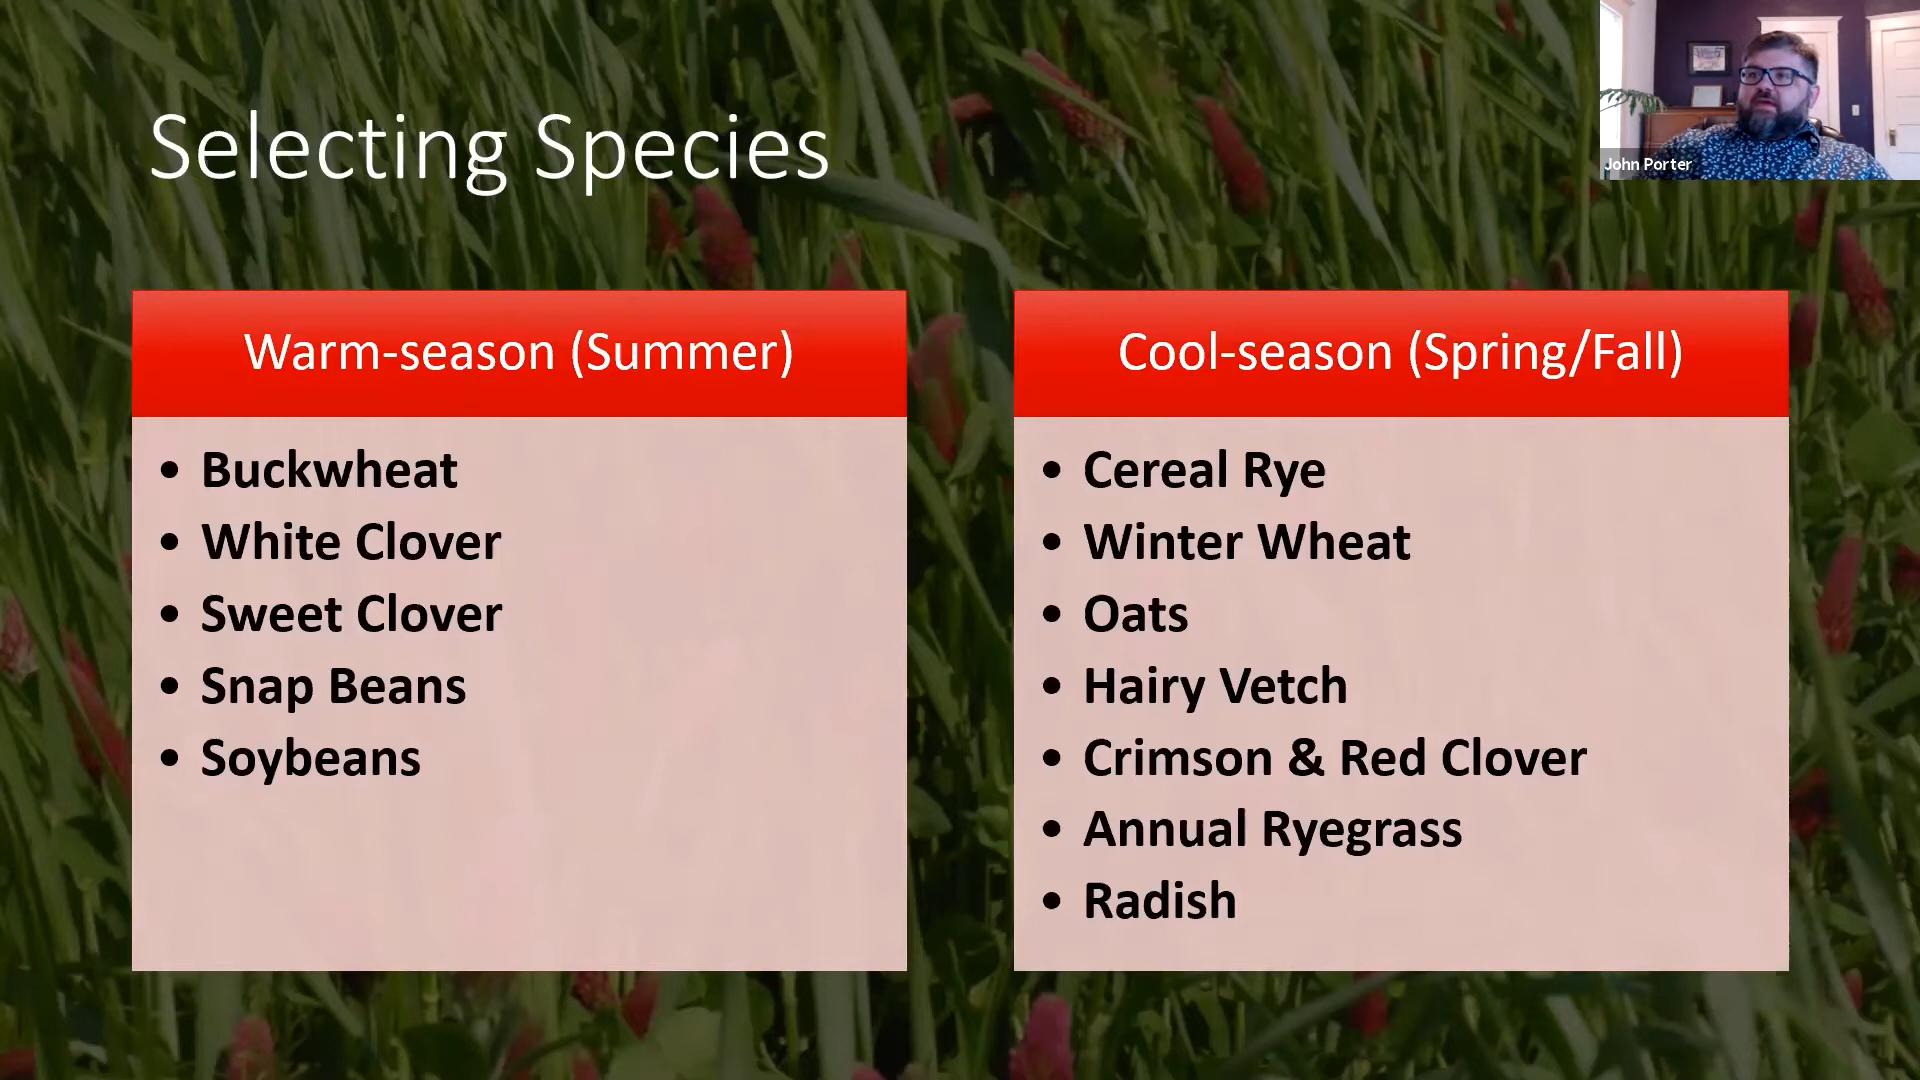 Selecting Species
John Porter
Warm-season (Summer)
• Buckwheat
• White Clover
• Sweet Clover
• Snap Beans
• Soybeans
Cool-season (Spring/Fall)
• Cereal Rye
• Winter Wheat
• Oats
• Hairy Vetch
• Crimson & Red Clover
• Annual Ryegrass
• Radish